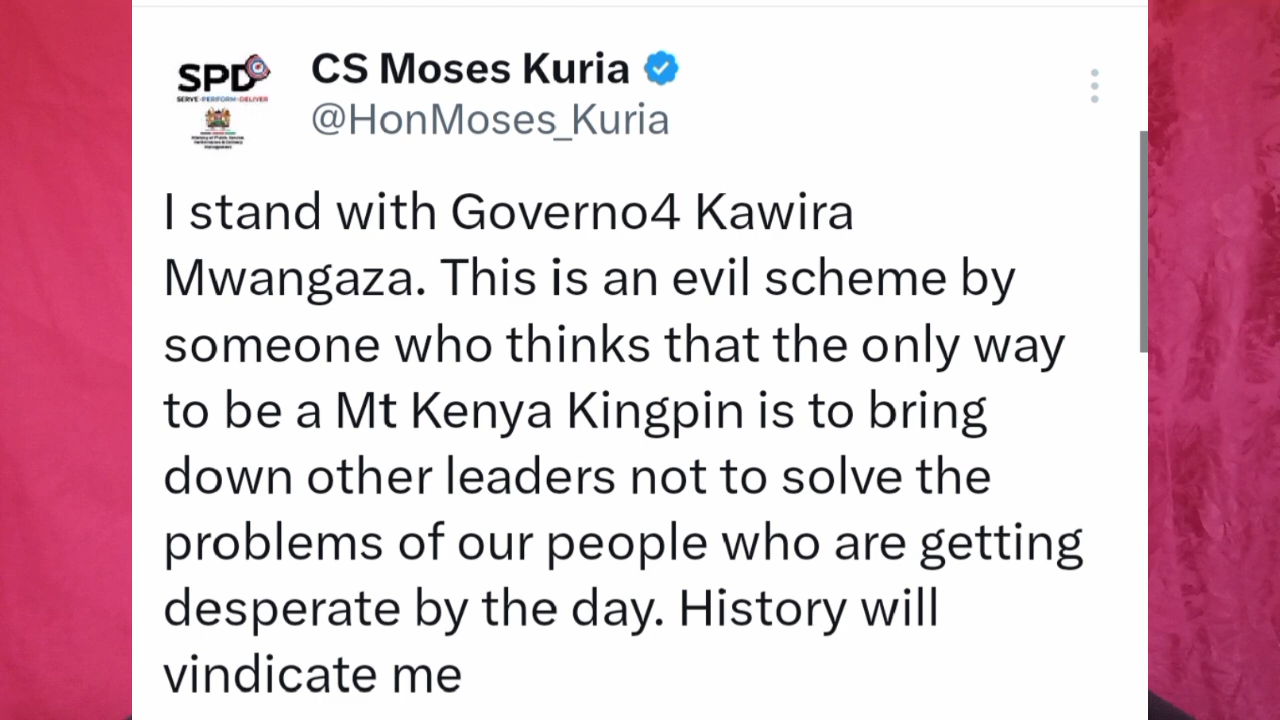 SPD
SERVE-PERFORM-DELIVER
CS Moses Kuria
@HonMoses_Kuria
I stand with Governo4 Kawira
Mwangaza. This is an evil scheme by
someone who thinks that the only way
to be a Mt Kenya Kingpin is to bring
down other leaders not to solve the
problems of our people who are getting
desperate by the day. History will
vindicate me